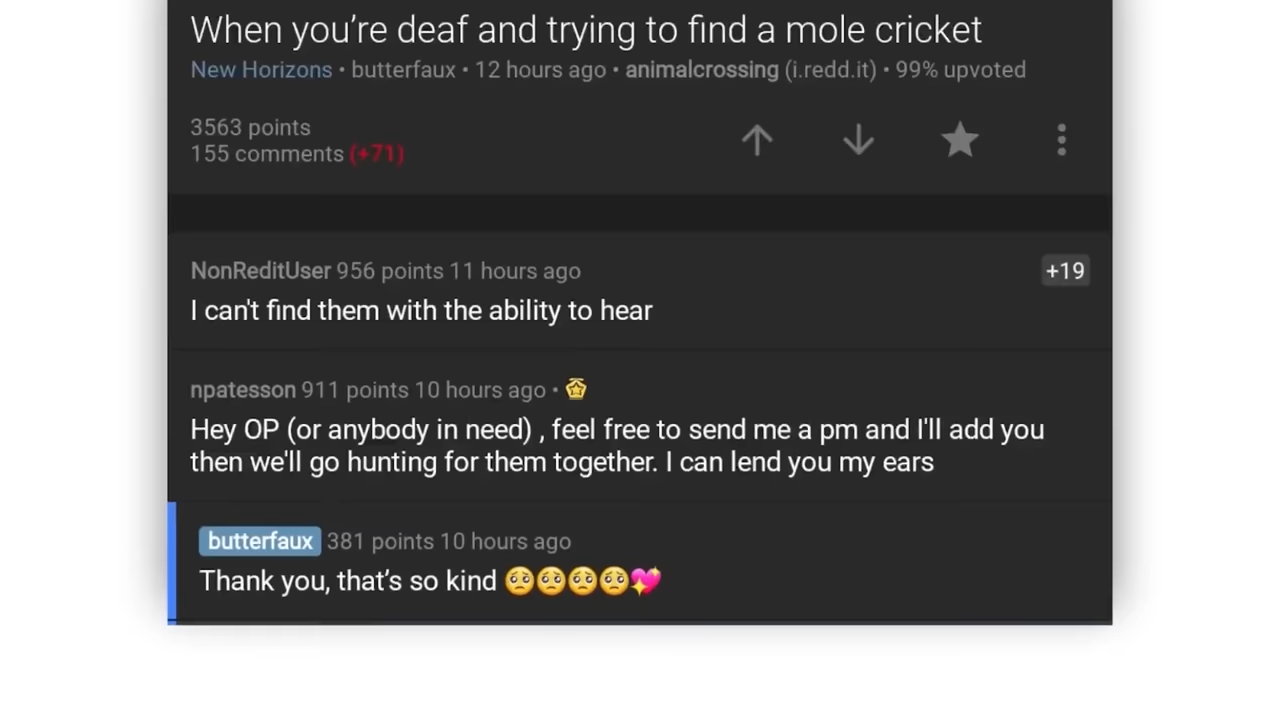 When you’re deaf and trying to find a mole cricket
New Horizons • butterfaux • 12 hours ago • animalcrossing (i.redd.it) • 99% upvoted
3563 points
155 comments (+71)
NonReditUser 956 points 11 hours ago
+19
I can't find them with the ability to hear
npatesson 911 points 10 hours ago •
Hey OP (or anybody in need) , feel free to send me a pm and I'll add you
then we'll go hunting for them together. I can lend you my ears
butterfaux 381 points 10 hours ago
Thank you, that’s so kind 🥺🥺🥺🥺💖